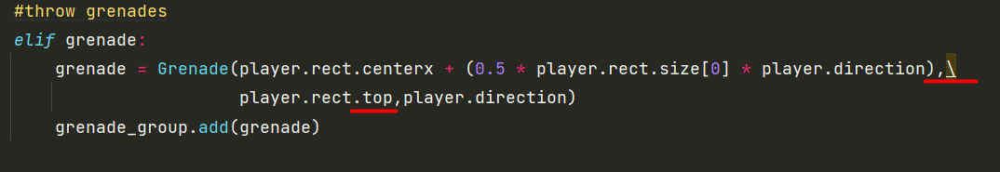 #throw grenades
elif grenade:
grenade = Grenade(player.rect.centerx + (0.5 * player.rect.size[0] * player.direction),\
player.rect.top,player.direction)
grenade_group.add(grenade)